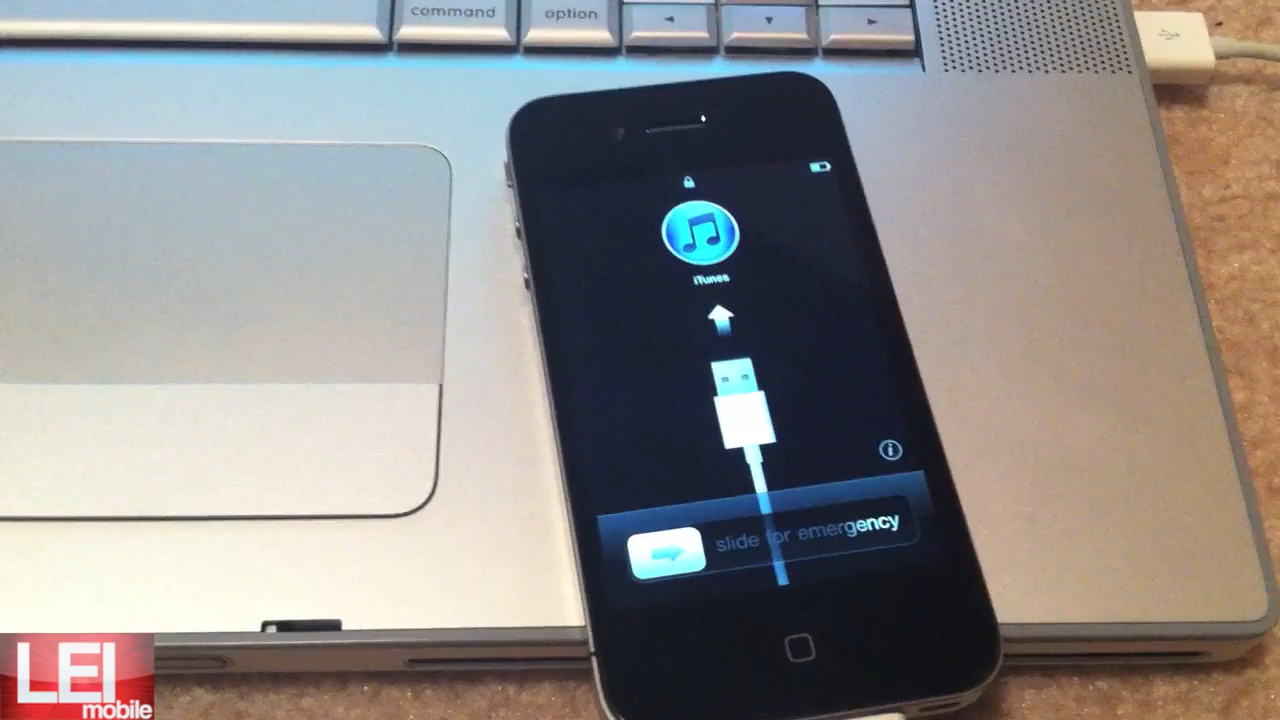 command
option
iTunes
slide for emergency
LEI
mobile